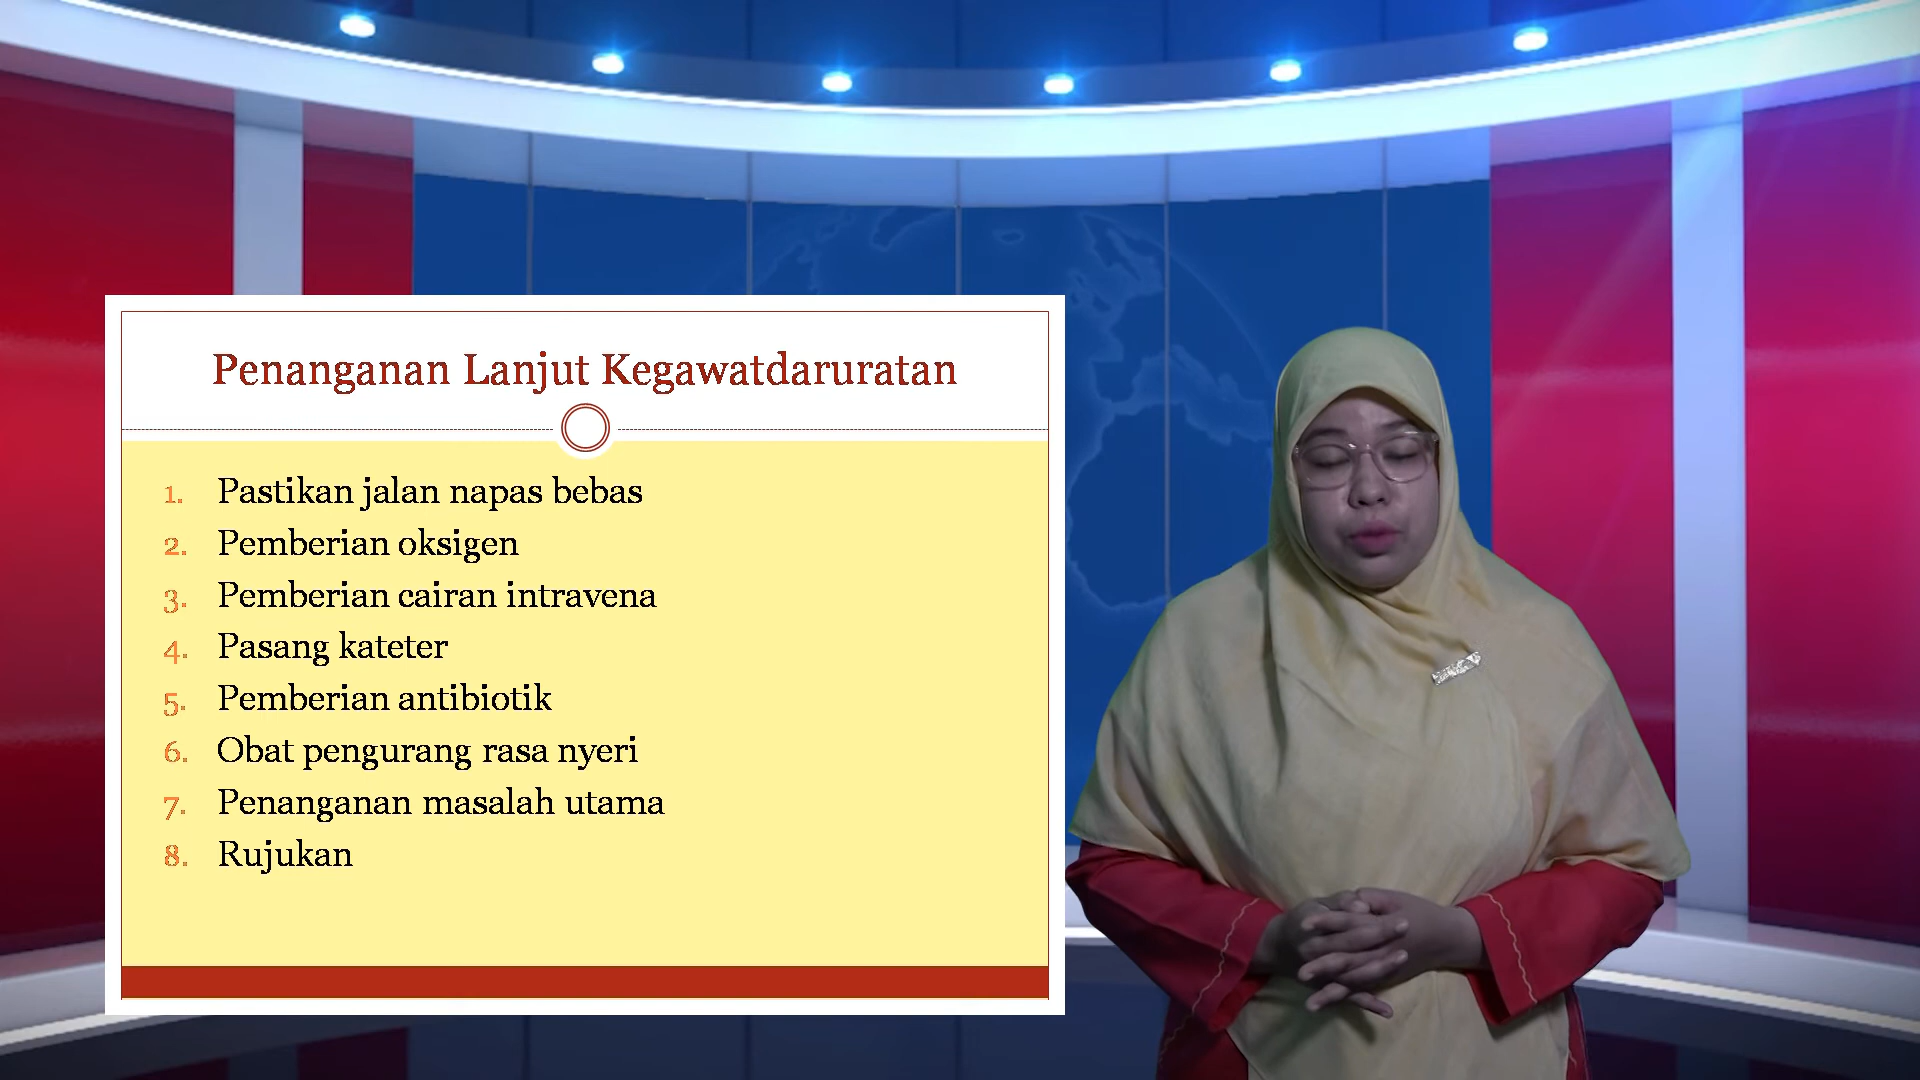 Penanganan Lanjut Kegawatdaruratan
1. Pastikan jalan napas bebas
2. Pemberian oksigen
3. Pemberian cairan intravena
4. Pasang kateter
5. Pemberian antibiotik
6. Obat pengurang rasa nyeri
7. Penanganan masalah utama
8. Rujukan